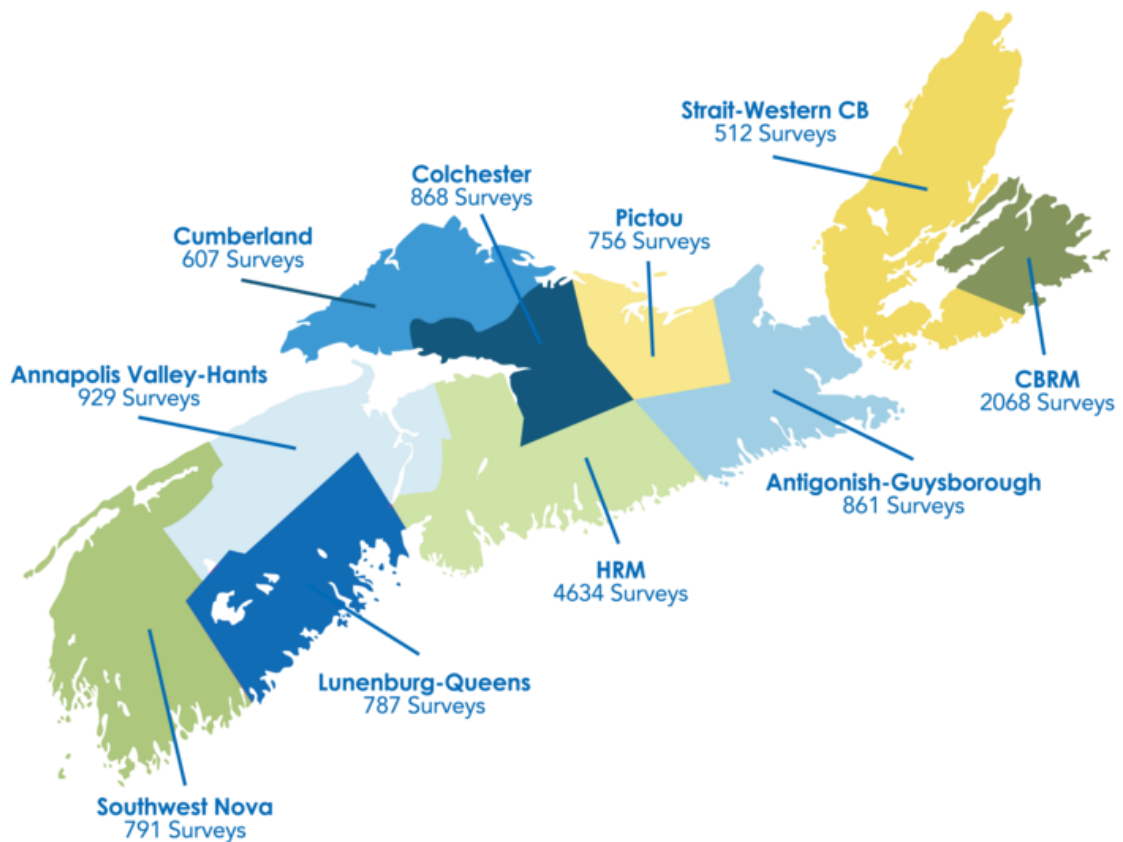 Strait-Western CB
512 Surveys
Colchester
868 Surveys
Pictou
756 Surveys
Cumberland
607 Surveys
Annapolis Valley-Hants
929 Surveys
CBRM
2068 Surveys
Antigonish-Guysborough
861 Surveys
HRM
4634 Surveys
Lunenburg-Queens
787 Surveys
Southwest Nova
791 Surveys